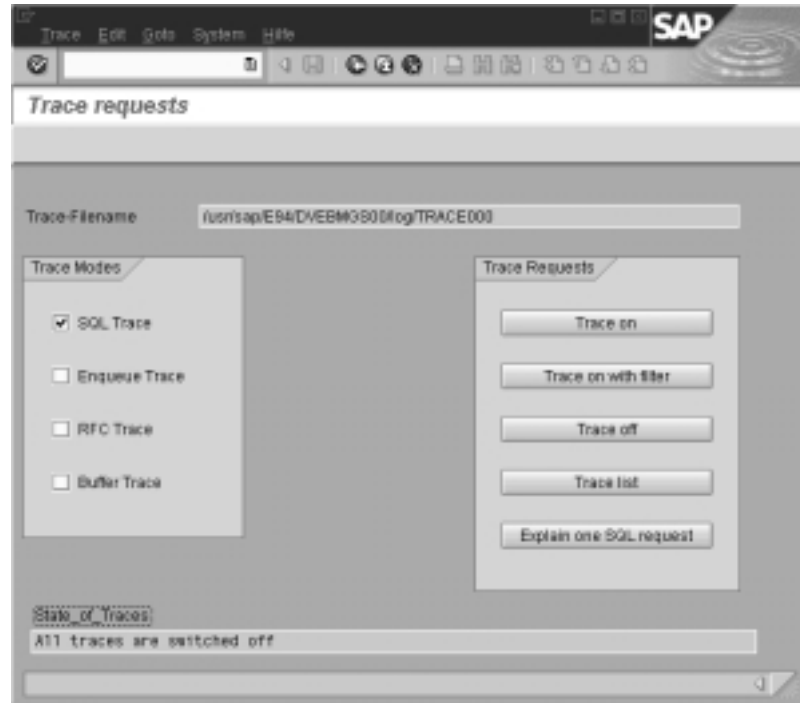 Trace Edit Goto System Hilfe
SAP
Trace requests
Trace-Filename /usr/sap/E94/DVEBMGS00/log/TRACE000
Trace Modes
SQL Trace
Enqueue Trace
RFC Trace
Buffer Trace
Trace Requests
Trace on
Trace on with filter
Trace off
Trace list
Explain one SQL request
State_of_Traces
All traces are switched off